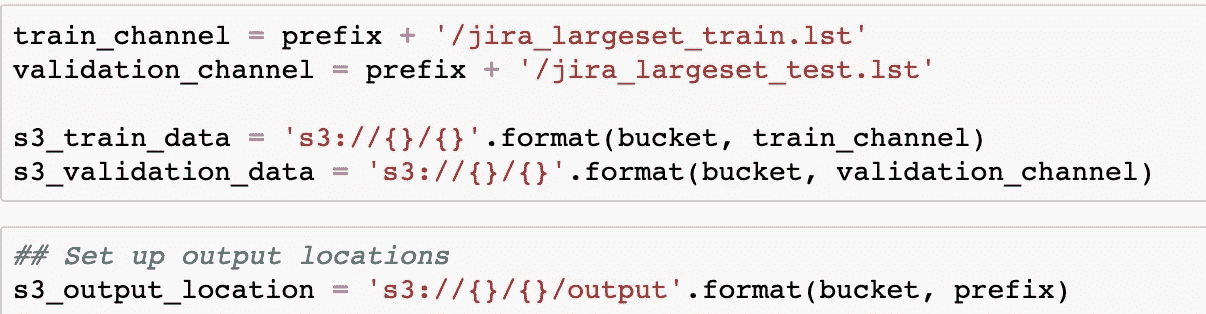 train_channel = prefix + '/jira_largeset_train.lst'
validation_channel = prefix + '/jira_largeset_test.lst'
s3_train_data = 's3://{}/{}'.format(bucket, train_channel)
s3_validation_data = 's3://{}/{}'.format(bucket, validation_channel)
## Set up output locations
s3_output_location = 's3://{}/{}/output'.format(bucket, prefix)